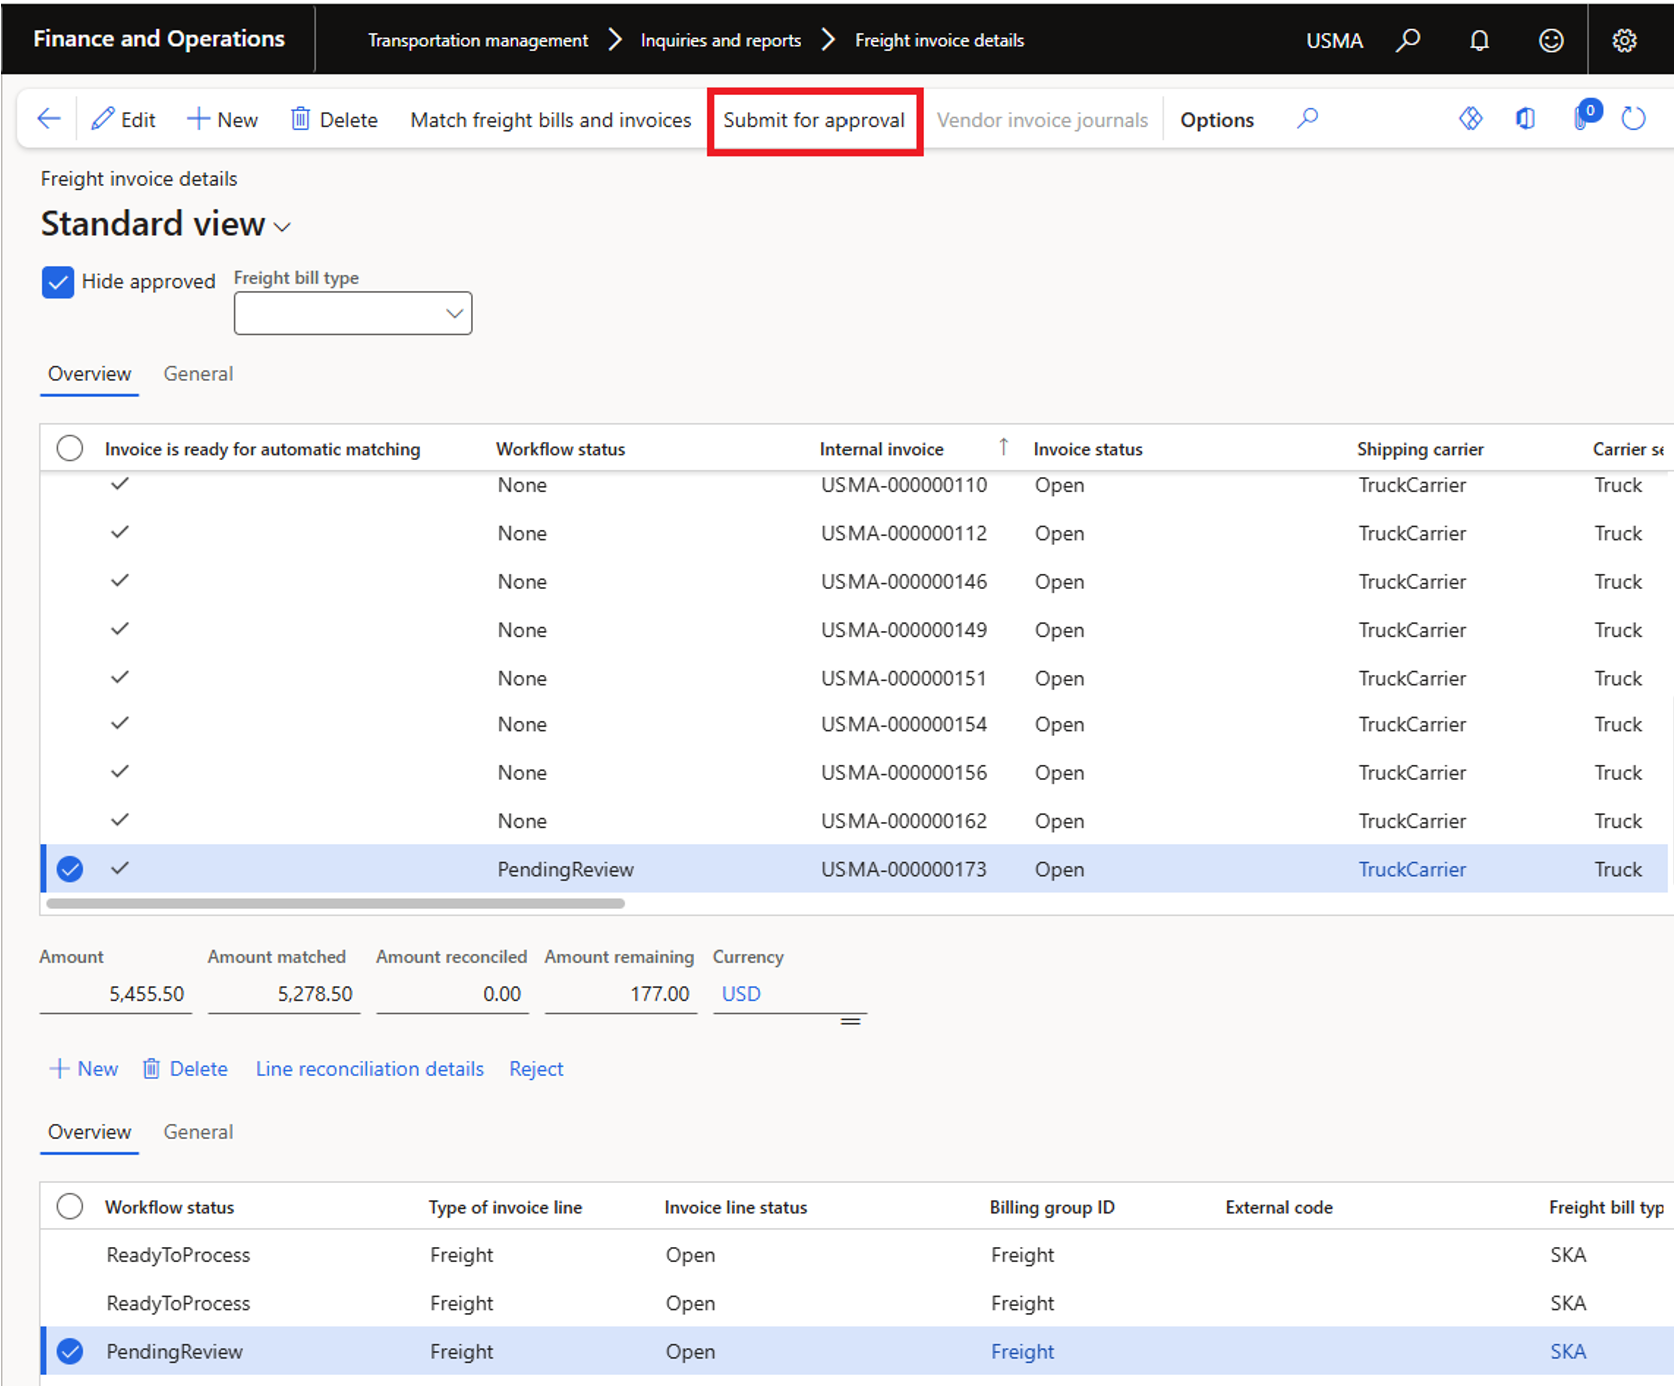 Finance and Operations Transportation management Inquiries and reports Freight invoice details USMA
Edit New Delete Match freight bills and invoices Submit for approval Vendor invoice journals Options 0
Freight invoice details
Standard view
Hide approved Freight bill type
Overview General
Invoice is ready for automatic matching Workflow status Internal invoice Invoice status Shipping carrier Carrier se
None USMA-000000110 Open TruckCarrier Truck
None USMA-000000112 Open TruckCarrier Truck
None USMA-000000146 Open TruckCarrier Truck
None USMA-000000149 Open TruckCarrier Truck
None USMA-000000151 Open TruckCarrier Truck
None USMA-000000154 Open TruckCarrier Truck
None USMA-000000156 Open TruckCarrier Truck
None USMA-000000162 Open TruckCarrier Truck
PendingReview USMA-000000173 Open TruckCarrier Truck
Amount Amount matched Amount reconciled Amount remaining Currency
5,455.50 5,278.50 0.00 177.00 USD
New Delete Line reconciliation details Reject
Overview General
Workflow status Type of invoice line Invoice line status Billing group ID External code Freight bill typ
ReadyToProcess Freight Open Freight SKA
ReadyToProcess Freight Open Freight SKA
PendingReview Freight Open Freight SKA